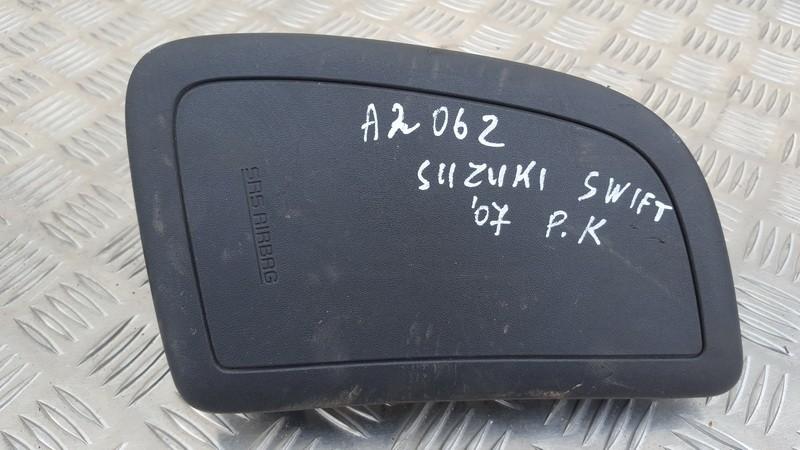 A2062
SUZUKI SWIFT
'07 P.K
SRS AIRBAG